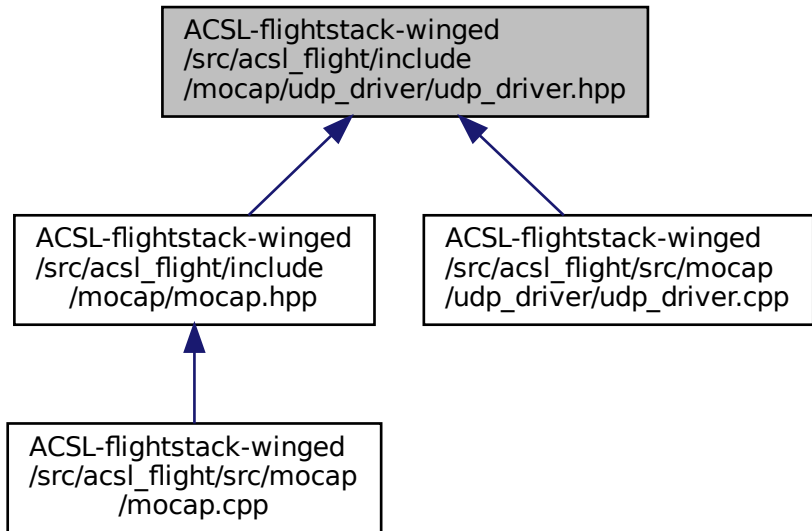 ACSL-flightstack-winged
/src/acsl_flight/include
/mocap/udp_driver/udp_driver.hpp
ACSL-flightstack-winged
/src/acsl_flight/include
/mocap/mocap.hpp
ACSL-flightstack-winged
/src/acsl_flight/src/mocap
/udp_driver/udp_driver.cpp
ACSL-flightstack-winged
/src/acsl_flight/src/mocap
/mocap.cpp